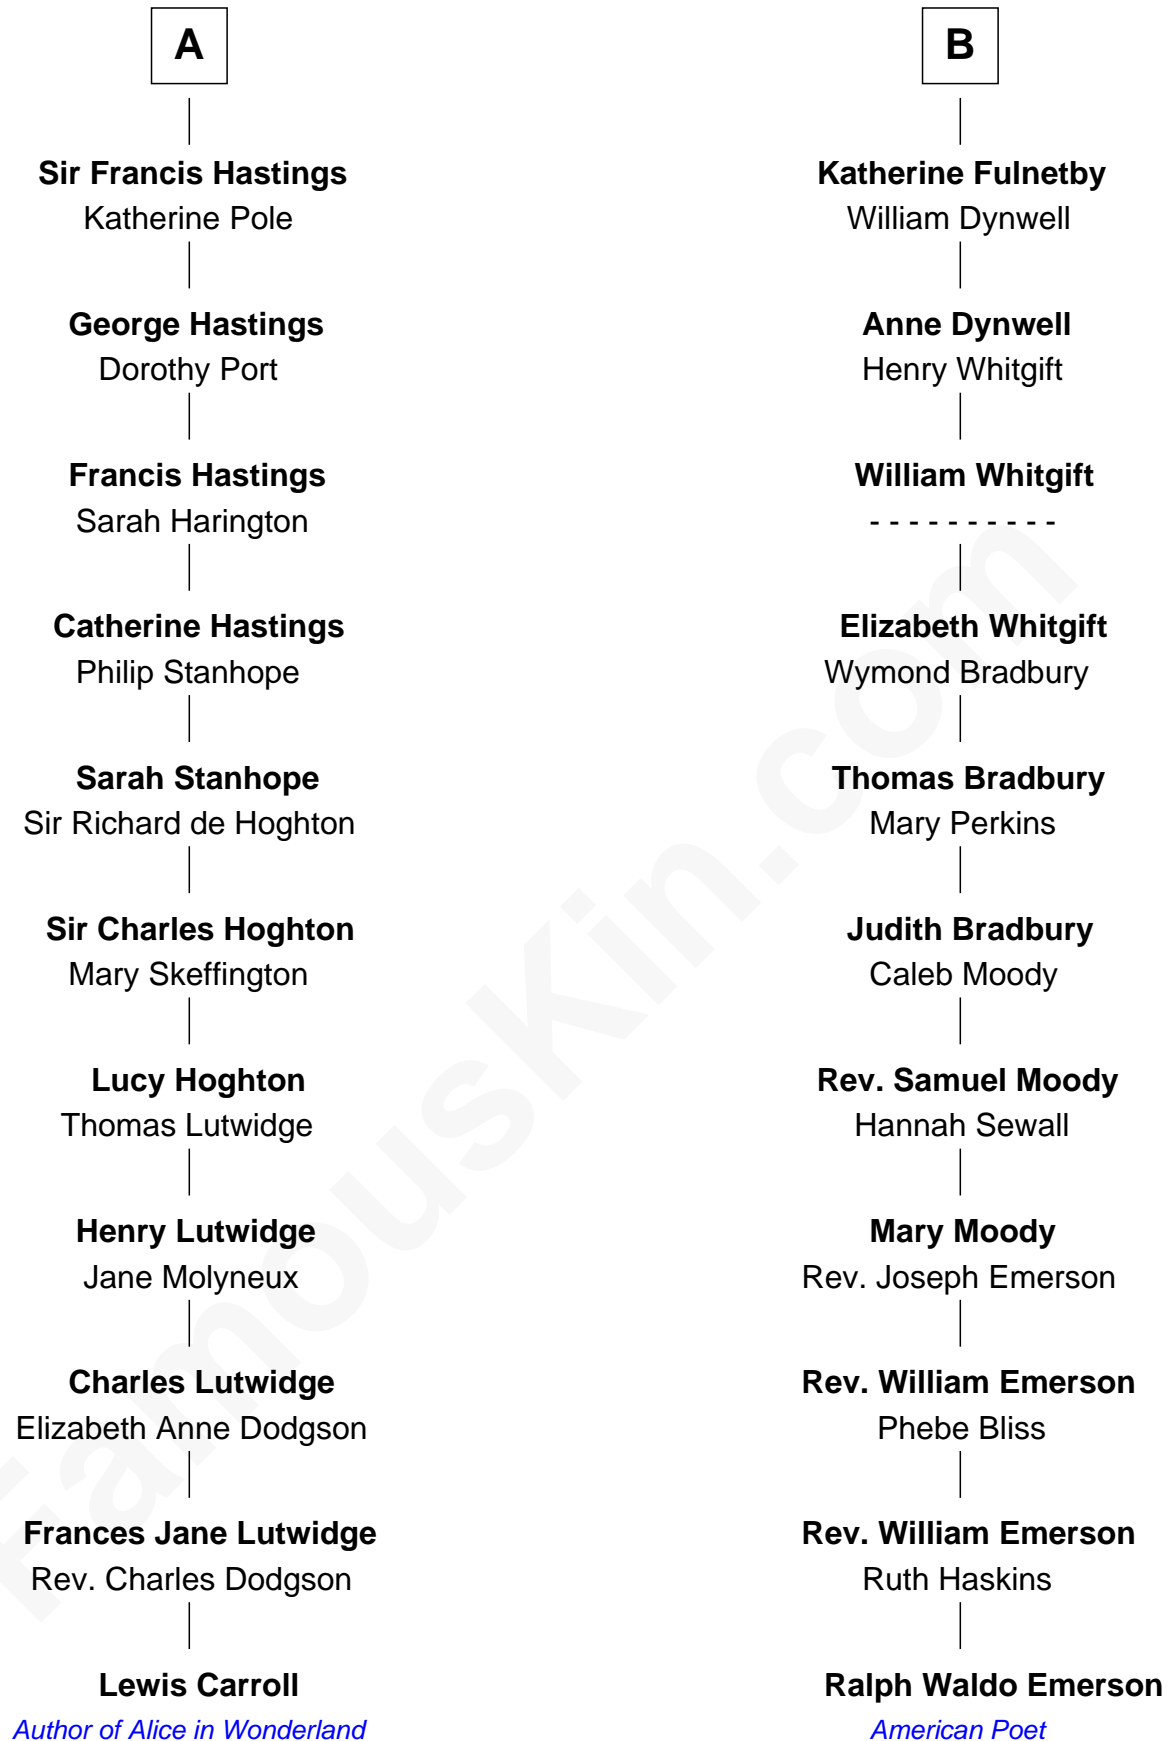 A
Sir Francis Hastings
Katherine Pole
George Hastings
Dorothy Port
Francis Hastings
Sarah Harington
Catherine Hastings
Philip Stanhope
Sarah Stanhope
Sir Richard de Hoghton
Sir Charles Hoghton
Mary Skeffington
Lucy Hoghton
Thomas Lutwidge
Henry Lutwidge
Jane Molyneux
Charles Lutwidge
Elizabeth Anne Dodgson
Frances Jane Lutwidge
Rev. Charles Dodgson
Lewis Carroll
Author of Alice in Wonderland
B
Katherine Fulnetby
William Dynwell
Anne Dynwell
Henry Whitgift
William Whitgift
- - - - - - - - - -
Elizabeth Whitgift
Wymond Bradbury
Thomas Bradbury
Mary Perkins
Judith Bradbury
Caleb Moody
Rev. Samuel Moody
Hannah Sewall
Mary Moody
Rev. Joseph Emerson
Rev. William Emerson
Phebe Bliss
Rev. William Emerson
Ruth Haskins
Ralph Waldo Emerson
American Poet
FamousKin.com